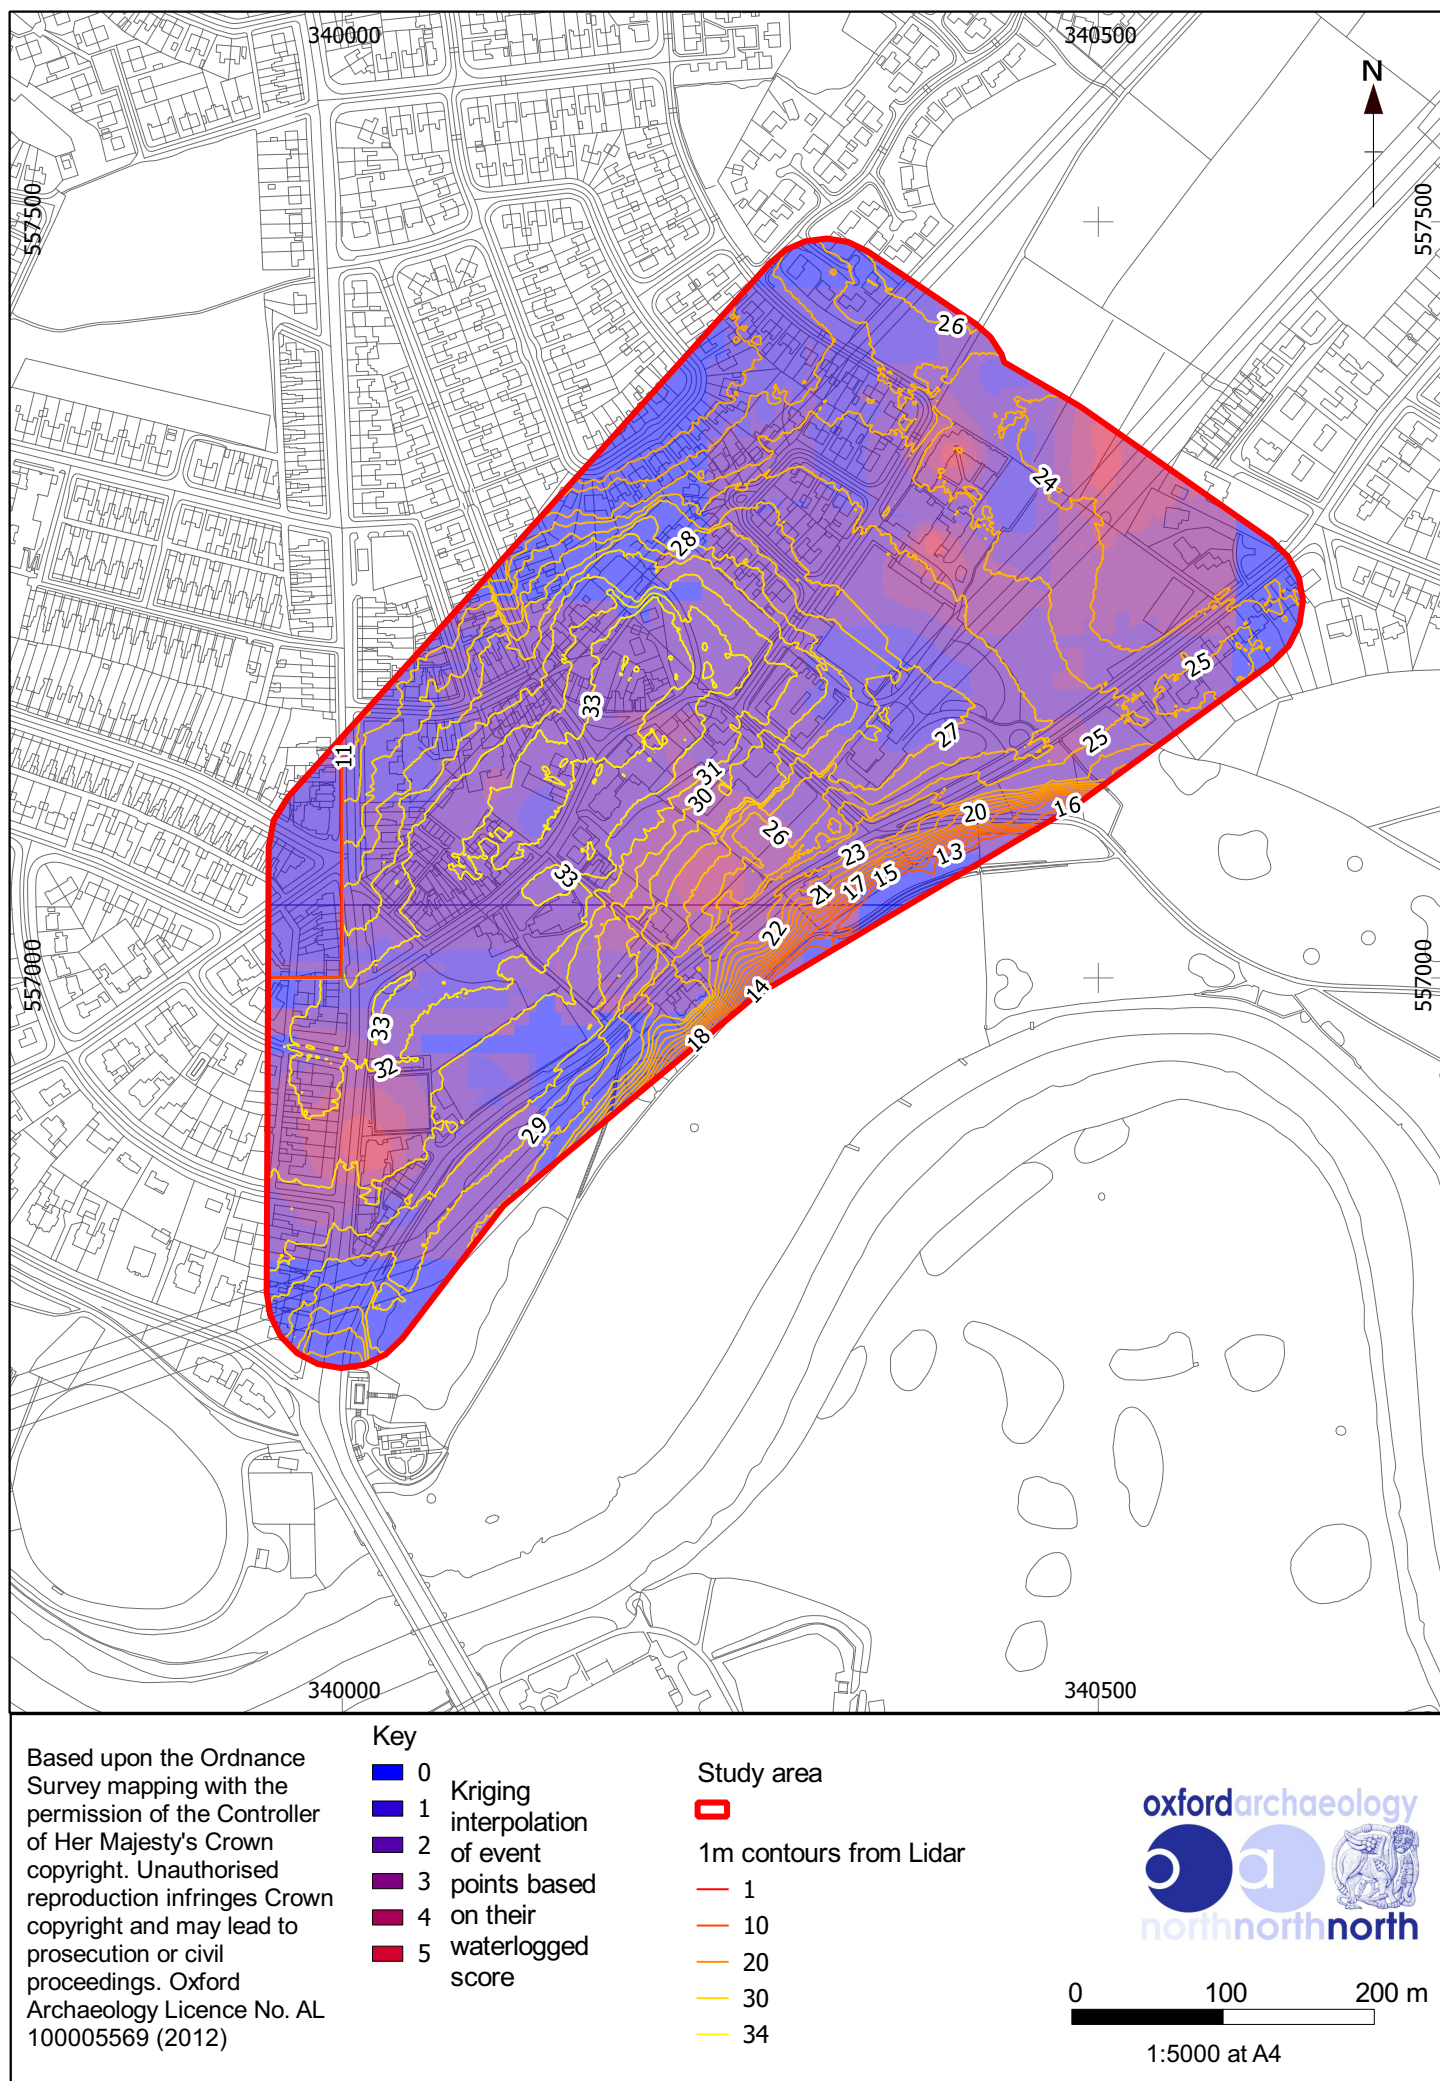 340000
340500
N
557500
557500
26
24
28
25
33
27
25
11
31
30
20
16
26
23
13
33
21
17
15
22
557000
557000
14
33
18
32
29
340000
340500
Based upon the Ordnance
Survey mapping with the
permission of the Controller
of Her Majesty's Crown
copyright. Unauthorised
reproduction infringes Crown
copyright and may lead to
prosecution or civil
proceedings. Oxford
Archaeology Licence No. AL
100005569 (2012)
Key
0
1
2
3
4
5
Kriging
interpolation
of event
points based
on their
waterlogged
score
Study area
1m contours from Lidar
1
10
20
30
34
oxfordarchaeology
oa
northnorthnorth
0 100 200 m
1:5000 at A4